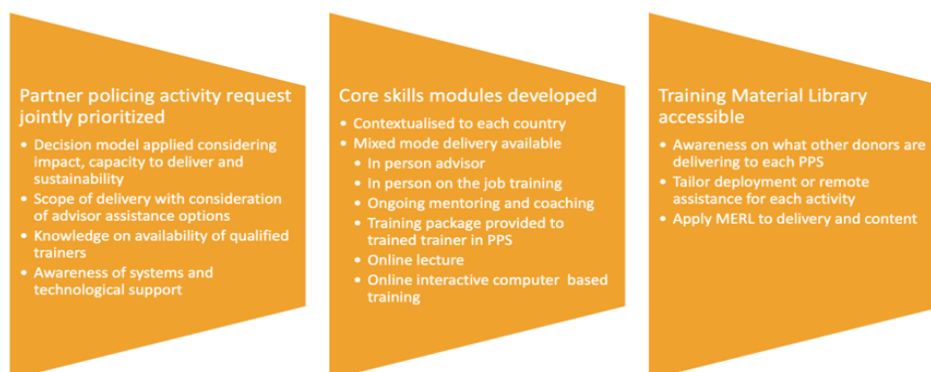 Partner policing activity request
jointly prioritized
• Decision model applied considering
impact, capacity to deliver and
sustainability
• Scope of delivery with consideration
of advisor assistance options
• Knowledge on availability of qualified
trainers
• Awareness of systems and
technological support
Core skills modules developed
• Contextualised to each country
• Mixed mode delivery available
• In person advisor
• In person on the job training
• Ongoing mentoring and coaching
• Training package provided to
trained trainer in PPS
• Online lecture
• Online interactive computer based
training
Training Material Library
accessible
• Awareness on what other donors are
delivering to each PPS
• Tailor deployment or remote
assistance for each activity
• Apply MERL to delivery and content